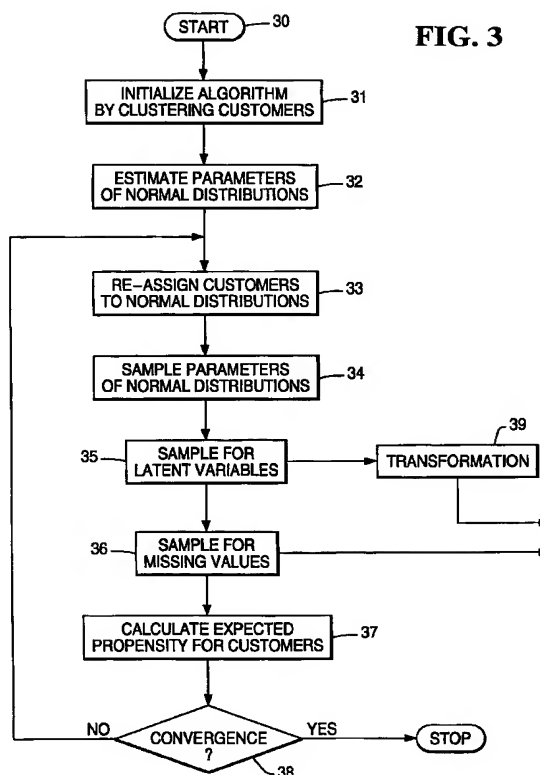 FIG. 3
START
30
INITIALIZE ALGORITHM
BY CLUSTERING CUSTOMERS
31
ESTIMATE PARAMETERS
OF NORMAL DISTRIBUTIONS
32
RE-ASSIGN CUSTOMERS
TO NORMAL DISTRIBUTIONS
33
SAMPLE PARAMETERS
OF NORMAL DISTRIBUTIONS
34
35
SAMPLE FOR
LATENT VARIABLES
39
TRANSFORMATION
36
SAMPLE FOR
MISSING VALUES
CALCULATE EXPECTED
PROPENSITY FOR CUSTOMERS
37
NO
CONVERGENCE
?
YES
STOP
38